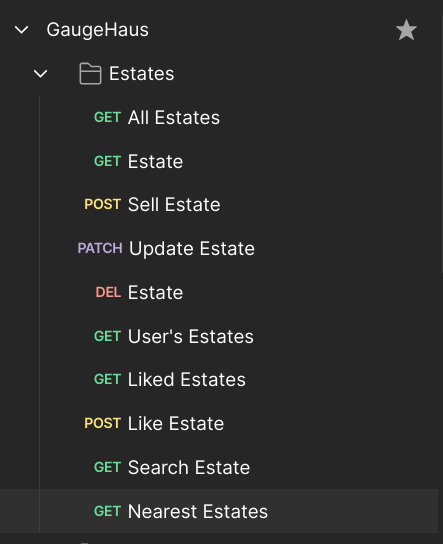 GaugeHaus
Estates
GET All Estates
GET Estate
POST Sell Estate
PATCH Update Estate
DEL Estate
GET User's Estates
GET Liked Estates
POST Like Estate
GET Search Estate
GET Nearest Estates